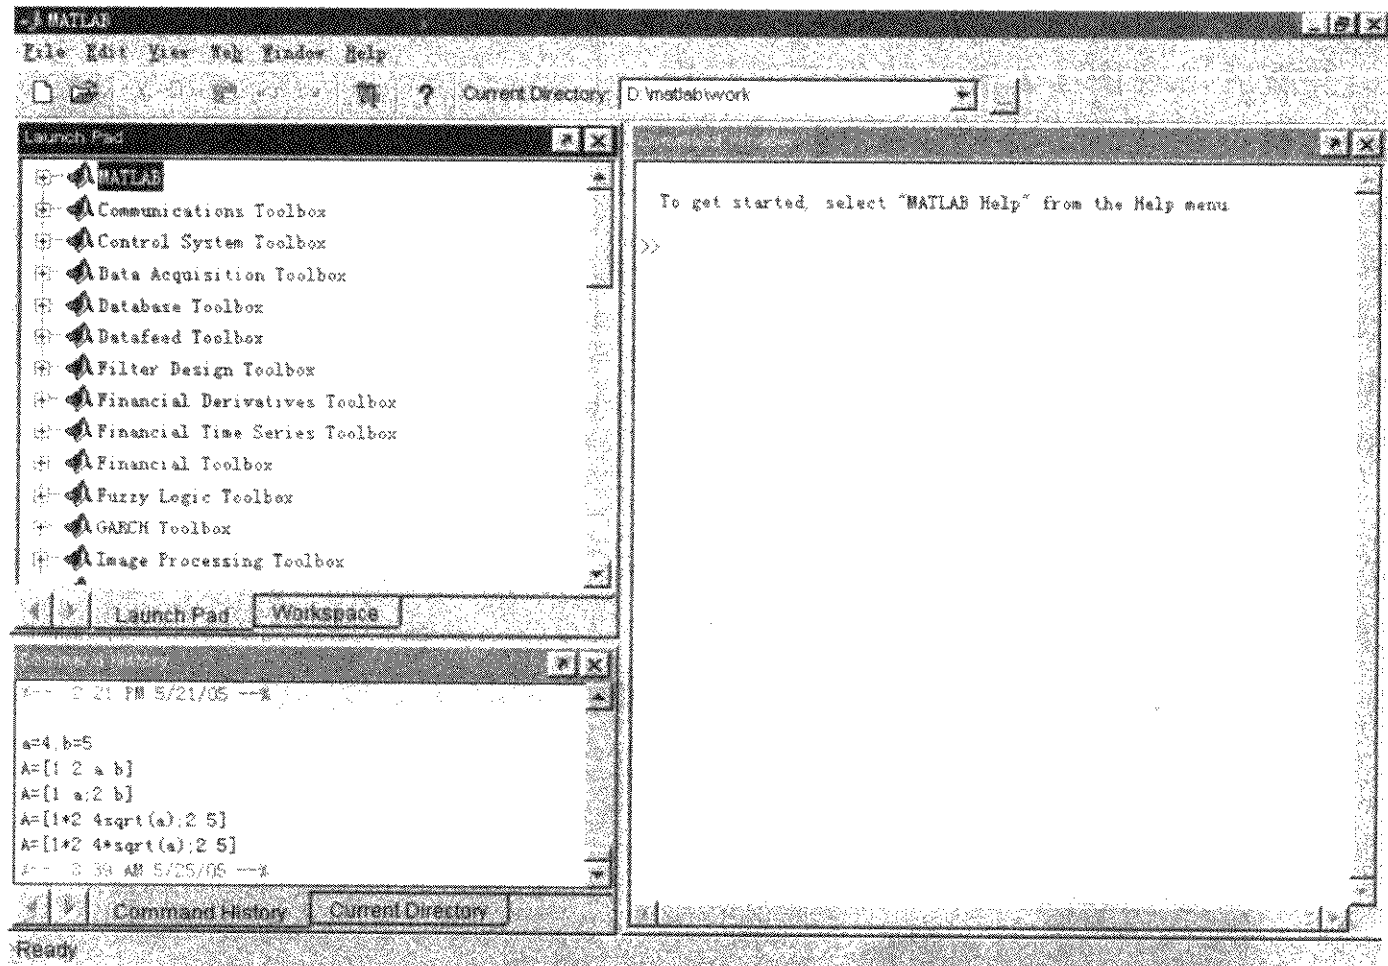 MATLAB
File Edit View Web Window Help
? Current Directory: D:\matlab\work
Launch Pad
MATLAB
Communications Toolbox
Control System Toolbox
Data Acquisition Toolbox
Database Toolbox
Datafeed Toolbox
Filter Design Toolbox
Financial Derivatives Toolbox
Financial Time Series Toolbox
Financial Toolbox
Fuzzy Logic Toolbox
GARCH Toolbox
Image Processing Toolbox
Launch Pad Workspace
Command History
%-- 2:21 PM 5/21/05 --%
a=4,b=5
A=[1 2 a b]
A=[1 a;2 b]
A=[1*2 4sqrt(a);2 5]
A=[1*2 4*sqrt(a);2 5]
%-- 3:39 AM 5/25/05 --%
Command History Current Directory
To get started, select "MATLAB Help" from the Help menu.
>>
Ready